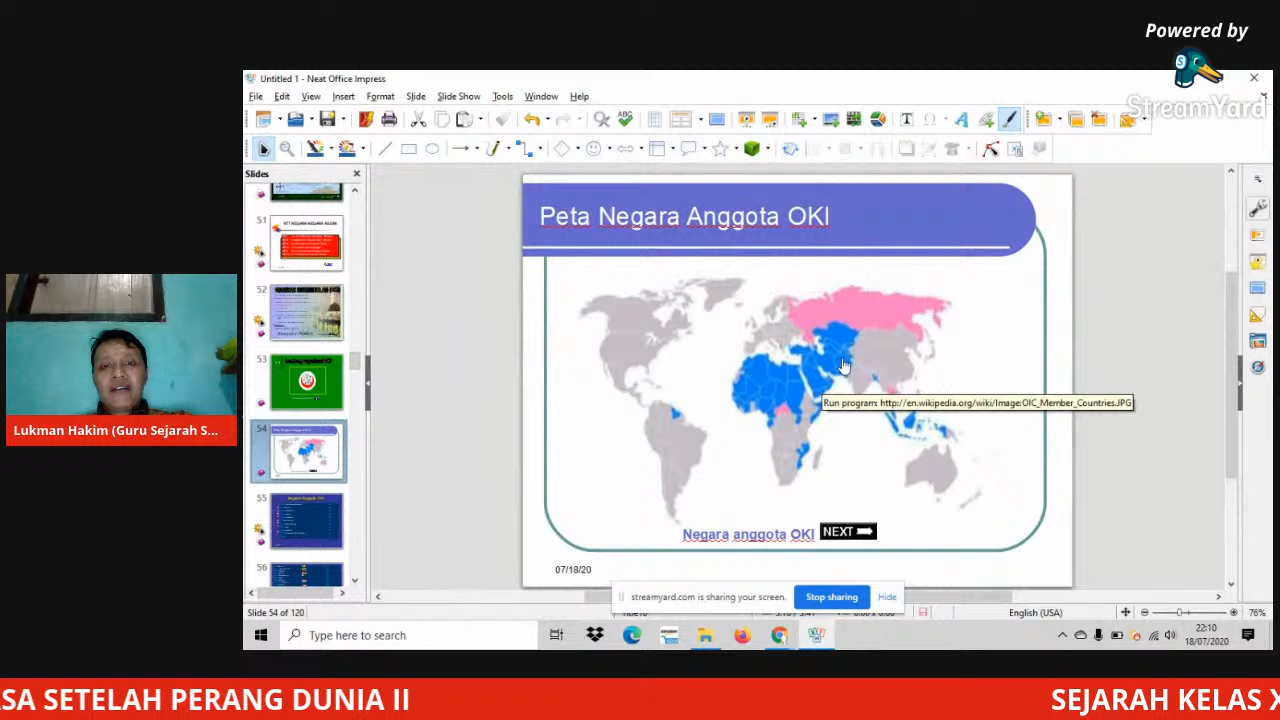 Powered by
StreamYard
Untitled 1 - Neat Office Impress
File Edit View Insert Format Slide Slide Show Tools Window Help
Slides
51
52
53
54
55
56
Peta Negara Anggota OKI
Run program: http://en.wikipedia.org/wiki/Image:OIC_Member_Countries.JPG
Negara anggota OKI
NEXT
07/18/20
Lukman Hakim (Guru Sejarah S...
streamyard.com is sharing your screen.
Stop sharing
Hide
Slide 54 of 120
English (USA)
76%
Type here to search
22:10
18/07/2020
SA SETELAH PERANG DUNIA II
SEJARAH KELAS X